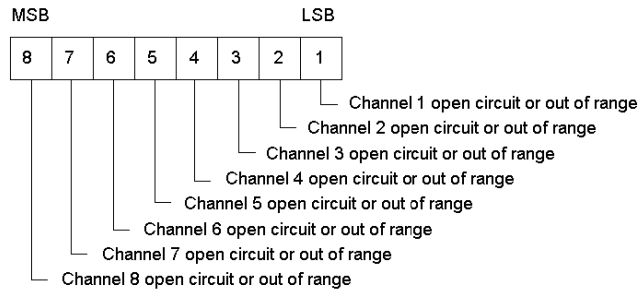 MSB LSB
8 7 6 5 4 3 2 1
Channel 1 open circuit or out of range
Channel 2 open circuit or out of range
Channel 3 open circuit or out of range
Channel 4 open circuit or out of range
Channel 5 open circuit or out of range
Channel 6 open circuit or out of range
Channel 7 open circuit or out of range
Channel 8 open circuit or out of range